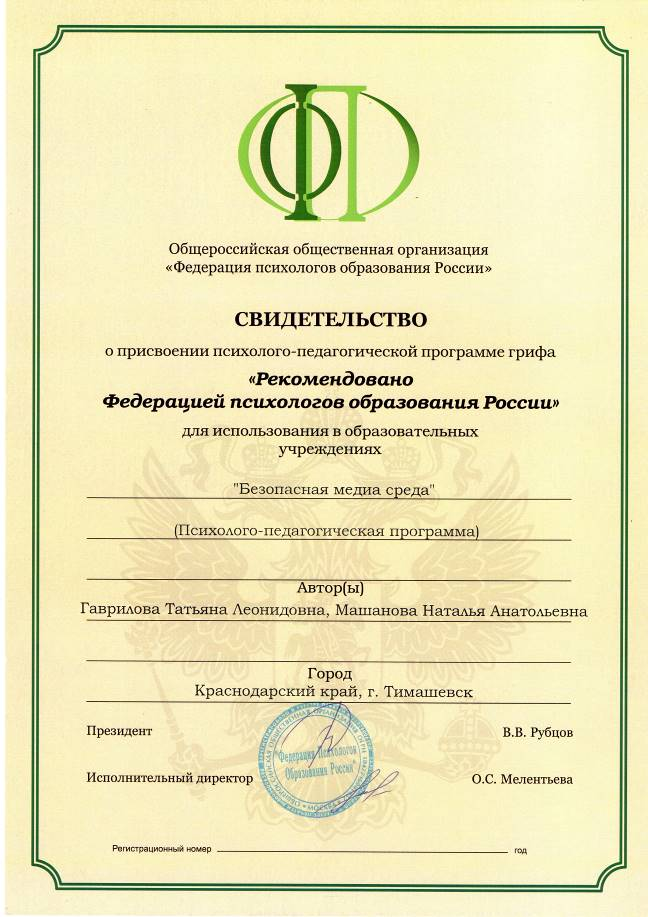 Общероссийская общественная организация
«Федерация психологов образования России»
СВИДЕТЕЛЬСТВО
о присвоении психолого-педагогической программе грифа
«Рекомендовано
Федерацией психологов образования России»
для использования в образовательных
учреждениях
"Безопасная медиа среда"
(Психолого-педагогическая программа)
Автор(ы)
Гаврилова Татьяна Леонидовна, Машанова Наталья Анатольевна
Город
Краснодарский край, г. Тимашевск
Президент В.В. Рубцов
"Федерация Психологов
Образования России"
Исполнительный директор О.С. Мелентьева
Регистрационный номер год